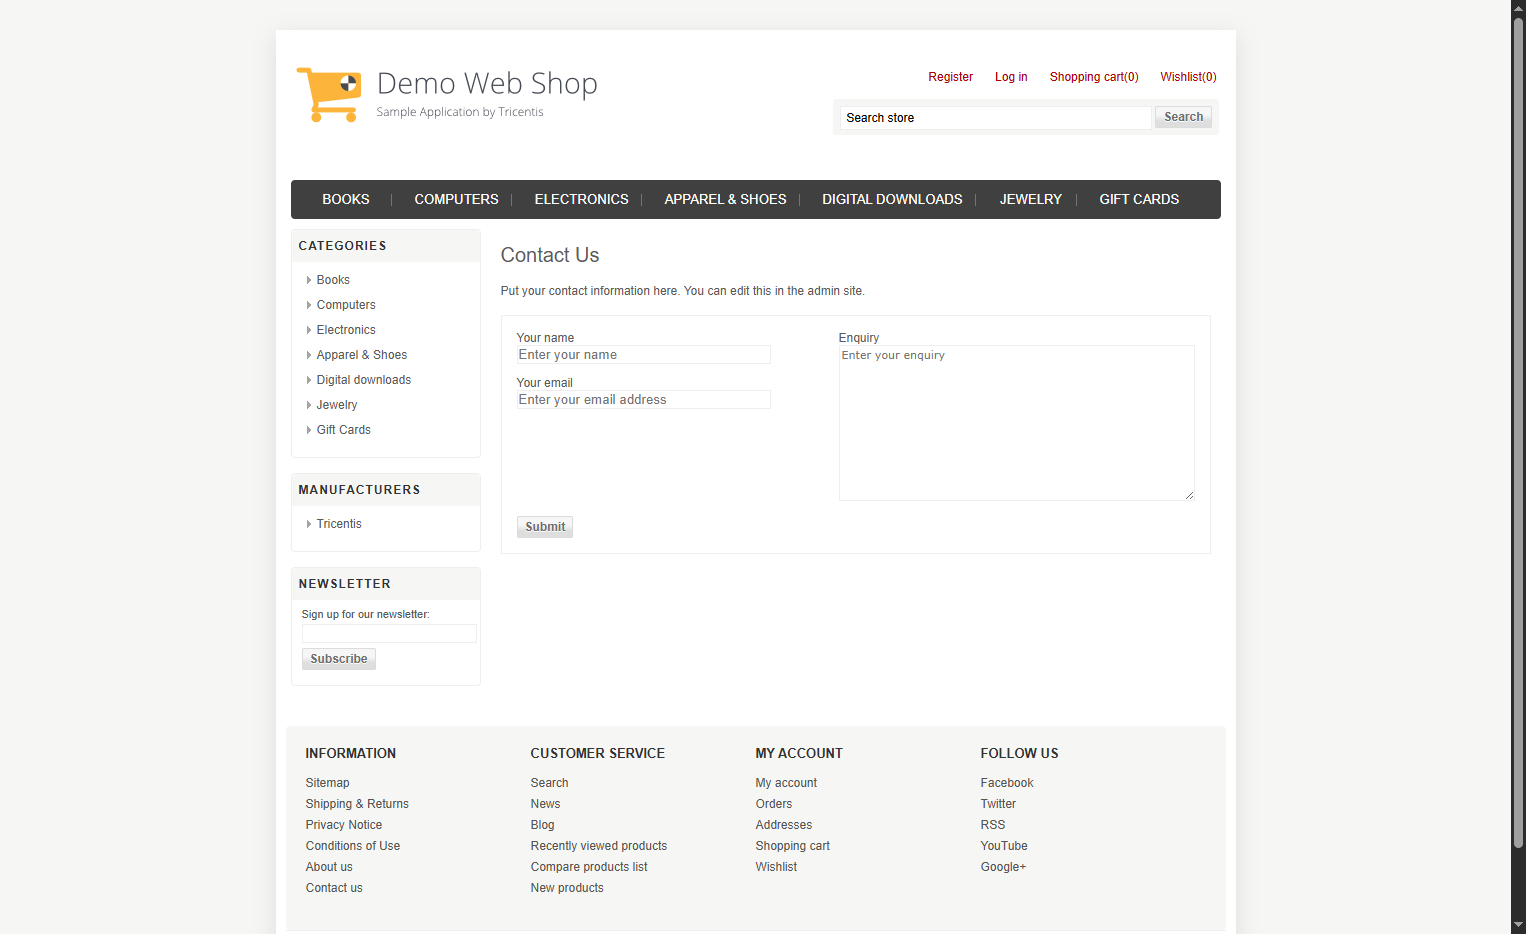 Demo Web Shop
Sample Application by Tricentis
Register Log in Shopping cart(0) Wishlist(0)
Search store Search
BOOKS COMPUTERS ELECTRONICS APPAREL & SHOES DIGITAL DOWNLOADS JEWELRY GIFT CARDS
CATEGORIES
Books
Computers
Electronics
Apparel & Shoes
Digital downloads
Jewelry
Gift Cards
MANUFACTURERS
Tricentis
NEWSLETTER
Sign up for our newsletter:
Subscribe
Contact Us
Put your contact information here. You can edit this in the admin site.
Your name
Enter your name
Your email
Enter your email address
Enquiry
Enter your enquiry
Submit
INFORMATION
Sitemap
Shipping & Returns
Privacy Notice
Conditions of Use
About us
Contact us
CUSTOMER SERVICE
Search
News
Blog
Recently viewed products
Compare products list
New products
MY ACCOUNT
My account
Orders
Addresses
Shopping cart
Wishlist
FOLLOW US
Facebook
Twitter
RSS
YouTube
Google+